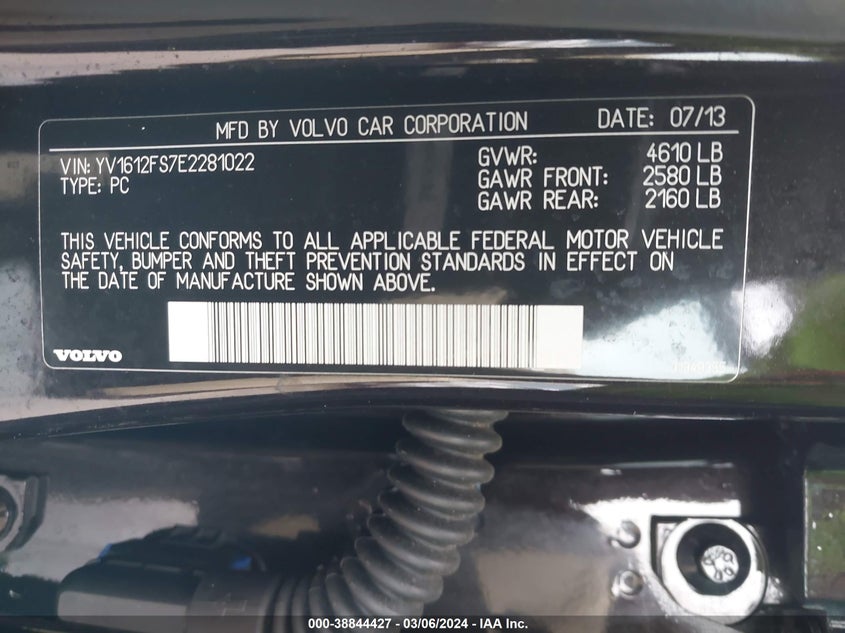 MFD BY VOLVO CAR CORPORATION DATE: 07/13
VIN: YV1612FS7E2281022
TYPE: PC
GVWR: 4610 LB
GAWR FRONT: 2580 LB
GAWR REAR: 2160 LB
THIS VEHICLE CONFORMS TO ALL APPLICABLE FEDERAL MOTOR VEHICLE
SAFETY, BUMPER AND THEFT PREVENTION STANDARDS IN EFFECT ON
THE DATE OF MANUFACTURE SHOWN ABOVE.
VOLVO
000-38844427 - 03/06/2024 - IAA Inc.